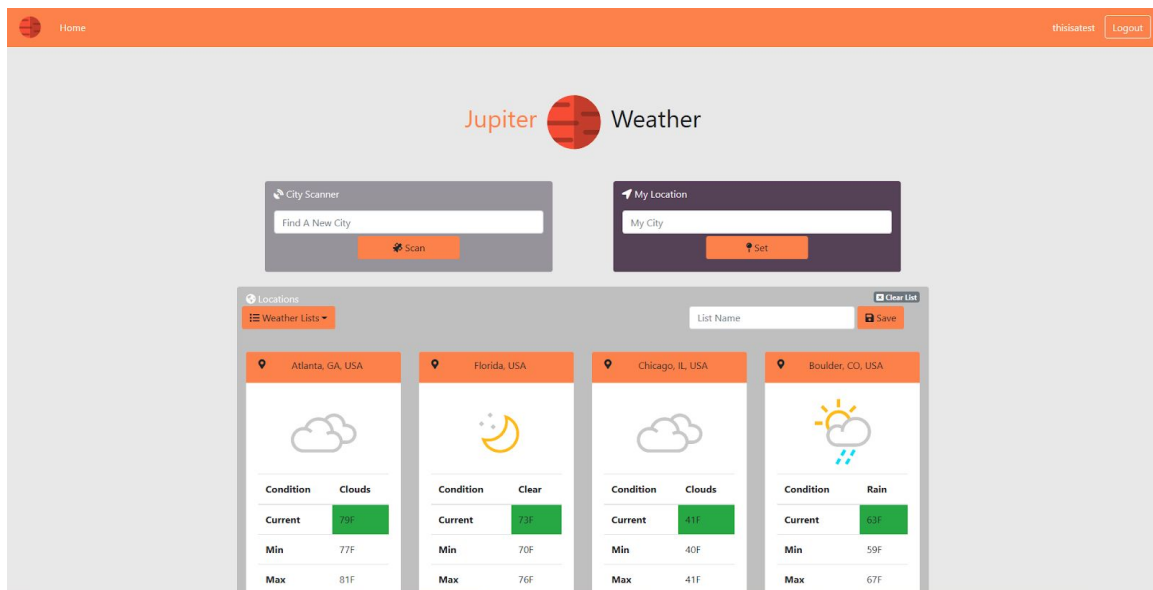 Home
thisisatest
Logout
Jupiter Weather
City Scanner
Find A New City
Scan
My Location
My City
Set
Locations
Clear List
Weather Lists
List Name
Save
Atlanta, GA, USA
Condition Clouds
Current 79F
Min 77F
Max 81F
Florida, USA
Condition Clear
Current 73F
Min 70F
Max 76F
Chicago, IL, USA
Condition Clouds
Current 41F
Min 40F
Max 41F
Boulder, CO, USA
Condition Rain
Current 63F
Min 59F
Max 67F